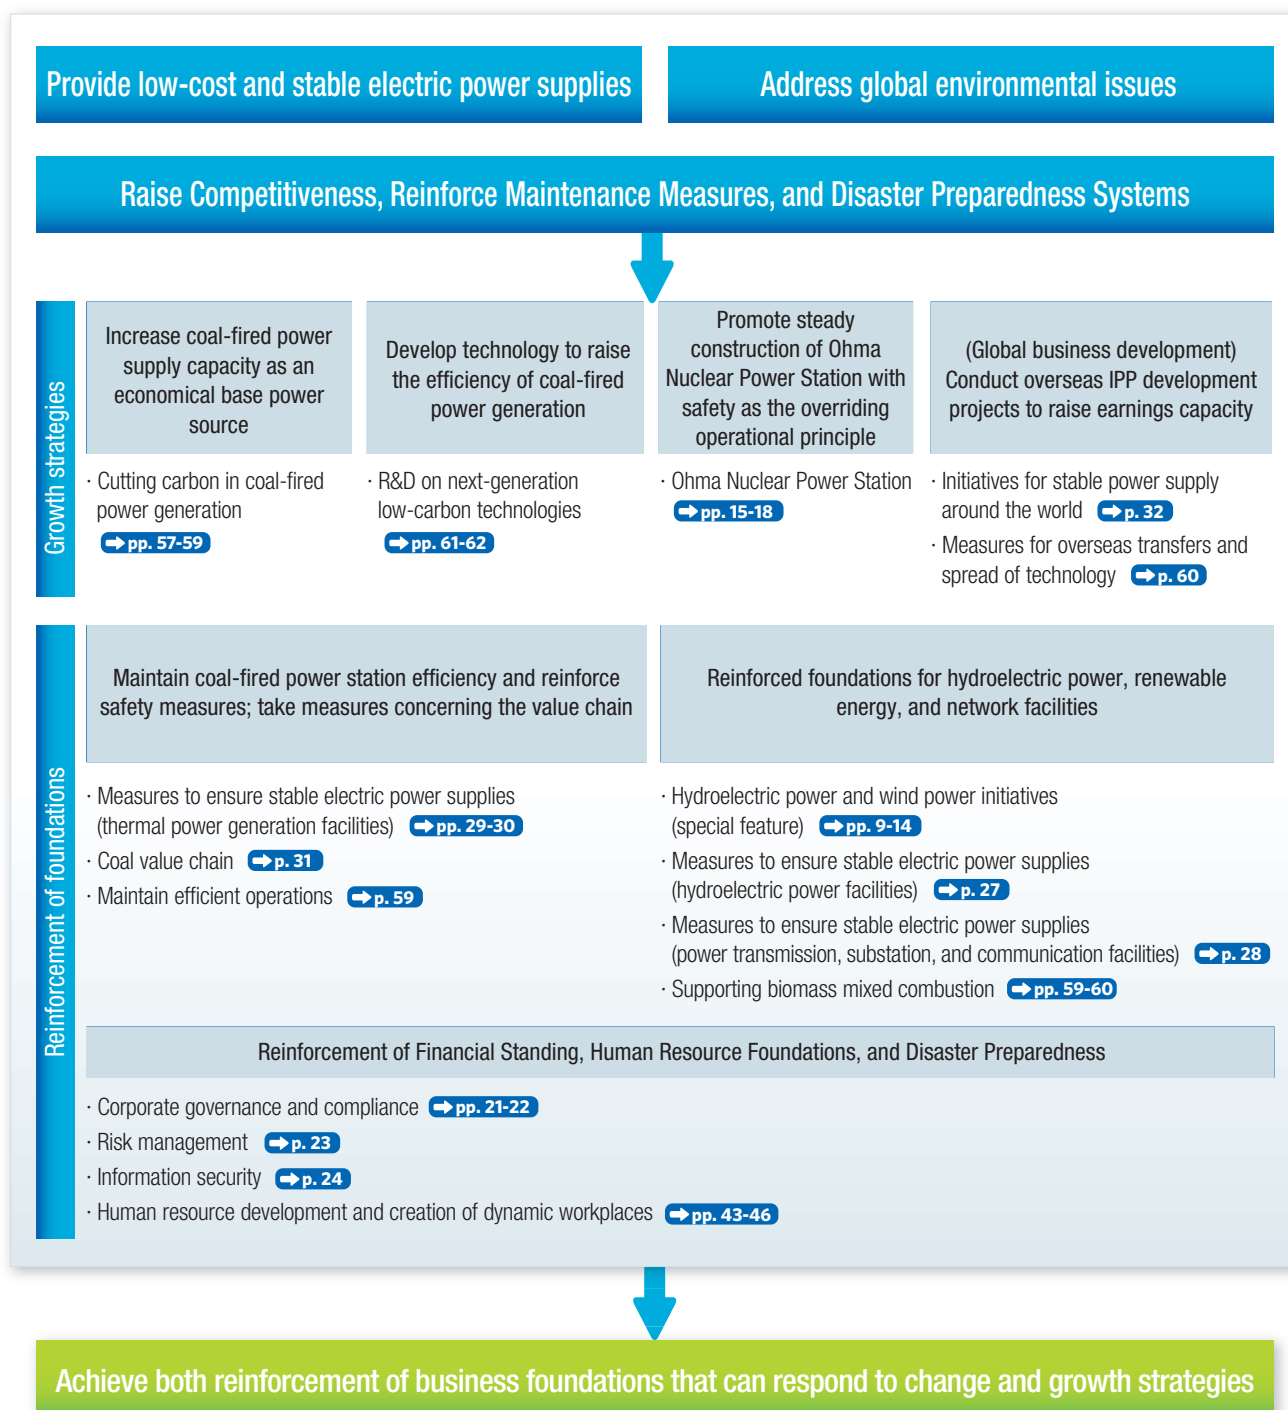 Provide low-cost and stable electric power supplies
Address global environmental issues
Raise Competitiveness, Reinforce Maintenance Measures, and Disaster Preparedness Systems
Growth strategies
Increase coal-fired power
supply capacity as an
economical base power
source
· Cutting carbon in coal-fired
power generation
pp. 57-59
Develop technology to raise
the efficiency of coal-fired
power generation
· R&D on next-generation
low-carbon technologies
pp. 61-62
Promote steady
construction of Ohma
Nuclear Power Station with
safety as the overriding
operational principle
· Ohma Nuclear Power Station
pp. 15-18
(Global business development)
Conduct overseas IPP development
projects to raise earnings capacity
· Initiatives for stable power supply
around the world p. 32
· Measures for overseas transfers and
spread of technology p. 60
Reinforcement of foundations
Maintain coal-fired power station efficiency and reinforce
safety measures; take measures concerning the value chain
· Measures to ensure stable electric power supplies
(thermal power generation facilities) pp. 29-30
· Coal value chain p. 31
· Maintain efficient operations p. 59
Reinforced foundations for hydroelectric power, renewable
energy, and network facilities
· Hydroelectric power and wind power initiatives
(special feature) pp. 9-14
· Measures to ensure stable electric power supplies
(hydroelectric power facilities) p. 27
· Measures to ensure stable electric power supplies
(power transmission, substation, and communication facilities) p. 28
· Supporting biomass mixed combustion pp. 59-60
Reinforcement of Financial Standing, Human Resource Foundations, and Disaster Preparedness
· Corporate governance and compliance pp. 21-22
· Risk management p. 23
· Information security p. 24
· Human resource development and creation of dynamic workplaces pp. 43-46
Achieve both reinforcement of business foundations that can respond to change and growth strategies